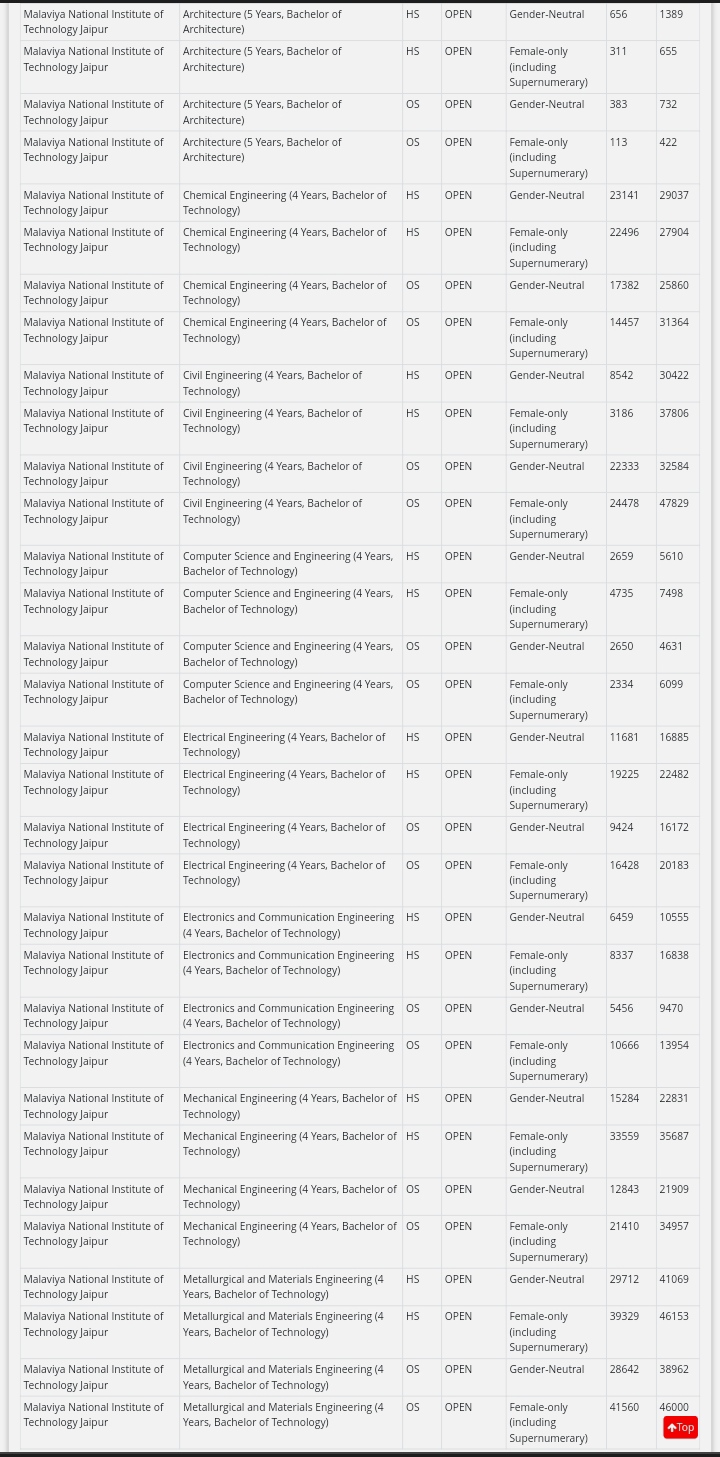 Malaviya National Institute of Technology Jaipur Architecture (5 Years, Bachelor of Architecture) HS OPEN Gender-Neutral 656 1389
Malaviya National Institute of Technology Jaipur Architecture (5 Years, Bachelor of Architecture) HS OPEN Female-only (including Supernumerary) 311 655
Malaviya National Institute of Technology Jaipur Architecture (5 Years, Bachelor of Architecture) OS OPEN Gender-Neutral 383 732
Malaviya National Institute of Technology Jaipur Architecture (5 Years, Bachelor of Architecture) OS OPEN Female-only (including Supernumerary) 113 422
Malaviya National Institute of Technology Jaipur Chemical Engineering (4 Years, Bachelor of Technology) HS OPEN Gender-Neutral 23141 29037
Malaviya National Institute of Technology Jaipur Chemical Engineering (4 Years, Bachelor of Technology) HS OPEN Female-only (including Supernumerary) 22496 27904
Malaviya National Institute of Technology Jaipur Chemical Engineering (4 Years, Bachelor of Technology) OS OPEN Gender-Neutral 17382 25860
Malaviya National Institute of Technology Jaipur Chemical Engineering (4 Years, Bachelor of Technology) OS OPEN Female-only (including Supernumerary) 14457 31364
Malaviya National Institute of Technology Jaipur Civil Engineering (4 Years, Bachelor of Technology) HS OPEN Gender-Neutral 8542 30422
Malaviya National Institute of Technology Jaipur Civil Engineering (4 Years, Bachelor of Technology) HS OPEN Female-only (including Supernumerary) 3186 37806
Malaviya National Institute of Technology Jaipur Civil Engineering (4 Years, Bachelor of Technology) OS OPEN Gender-Neutral 22333 32584
Malaviya National Institute of Technology Jaipur Civil Engineering (4 Years, Bachelor of Technology) OS OPEN Female-only (including Supernumerary) 24478 47829
Malaviya National Institute of Technology Jaipur Computer Science and Engineering (4 Years, Bachelor of Technology) HS OPEN Gender-Neutral 2659 5610
Malaviya National Institute of Technology Jaipur Computer Science and Engineering (4 Years, Bachelor of Technology) HS OPEN Female-only (including Supernumerary) 4735 7498
Malaviya National Institute of Technology Jaipur Computer Science and Engineering (4 Years, Bachelor of Technology) OS OPEN Gender-Neutral 2650 4631
Malaviya National Institute of Technology Jaipur Computer Science and Engineering (4 Years, Bachelor of Technology) OS OPEN Female-only (including Supernumerary) 2334 6099
Malaviya National Institute of Technology Jaipur Electrical Engineering (4 Years, Bachelor of Technology) HS OPEN Gender-Neutral 11681 16885
Malaviya National Institute of Technology Jaipur Electrical Engineering (4 Years, Bachelor of Technology) HS OPEN Female-only (including Supernumerary) 19225 22482
Malaviya National Institute of Technology Jaipur Electrical Engineering (4 Years, Bachelor of Technology) OS OPEN Gender-Neutral 9424 16172
Malaviya National Institute of Technology Jaipur Electrical Engineering (4 Years, Bachelor of Technology) OS OPEN Female-only (including Supernumerary) 16428 20183
Malaviya National Institute of Technology Jaipur Electronics and Communication Engineering (4 Years, Bachelor of Technology) HS OPEN Gender-Neutral 6459 10555
Malaviya National Institute of Technology Jaipur Electronics and Communication Engineering (4 Years, Bachelor of Technology) HS OPEN Female-only (including Supernumerary) 8337 16838
Malaviya National Institute of Technology Jaipur Electronics and Communication Engineering (4 Years, Bachelor of Technology) OS OPEN Gender-Neutral 5456 9470
Malaviya National Institute of Technology Jaipur Electronics and Communication Engineering (4 Years, Bachelor of Technology) OS OPEN Female-only (including Supernumerary) 10666 13954
Malaviya National Institute of Technology Jaipur Mechanical Engineering (4 Years, Bachelor of Technology) HS OPEN Gender-Neutral 15284 22831
Malaviya National Institute of Technology Jaipur Mechanical Engineering (4 Years, Bachelor of Technology) HS OPEN Female-only (including Supernumerary) 33559 35687
Malaviya National Institute of Technology Jaipur Mechanical Engineering (4 Years, Bachelor of Technology) OS OPEN Gender-Neutral 12843 21909
Malaviya National Institute of Technology Jaipur Mechanical Engineering (4 Years, Bachelor of Technology) OS OPEN Female-only (including Supernumerary) 21410 34957
Malaviya National Institute of Technology Jaipur Metallurgical and Materials Engineering (4 Years, Bachelor of Technology) HS OPEN Gender-Neutral 29712 41069
Malaviya National Institute of Technology Jaipur Metallurgical and Materials Engineering (4 Years, Bachelor of Technology) HS OPEN Female-only (including Supernumerary) 39329 46153
Malaviya National Institute of Technology Jaipur Metallurgical and Materials Engineering (4 Years, Bachelor of Technology) OS OPEN Gender-Neutral 28642 38962
Malaviya National Institute of Technology Jaipur Metallurgical and Materials Engineering (4 Years, Bachelor of Technology) OS OPEN Female-only (including Supernumerary) 41560 46000
Top